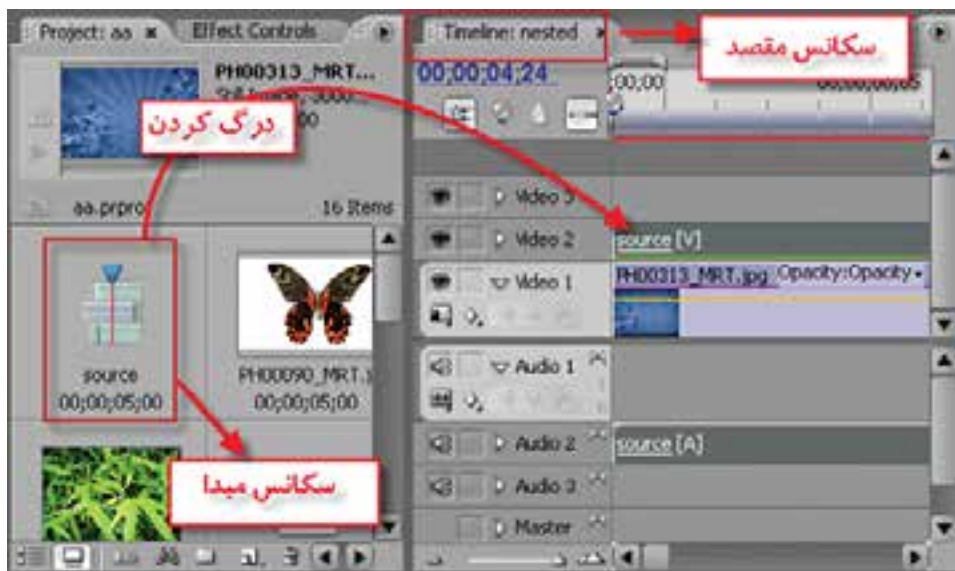 Project: aa
Effect Controls
PH00313_MRT...
درگ کردن
aa.prproj
16 Items
source
00;00;05;00
PH00090_MRT.j
00;00;05;00
سکانس میدا
Timeline: nested
سکانس مقصد
00;00;04;24
;00;00
Video 3
Video 2
source [V]
Video 1
PH00313_MRT.jpg Opacity:Opacity
Audio 1
Audio 2
source [A]
Audio 3
Master